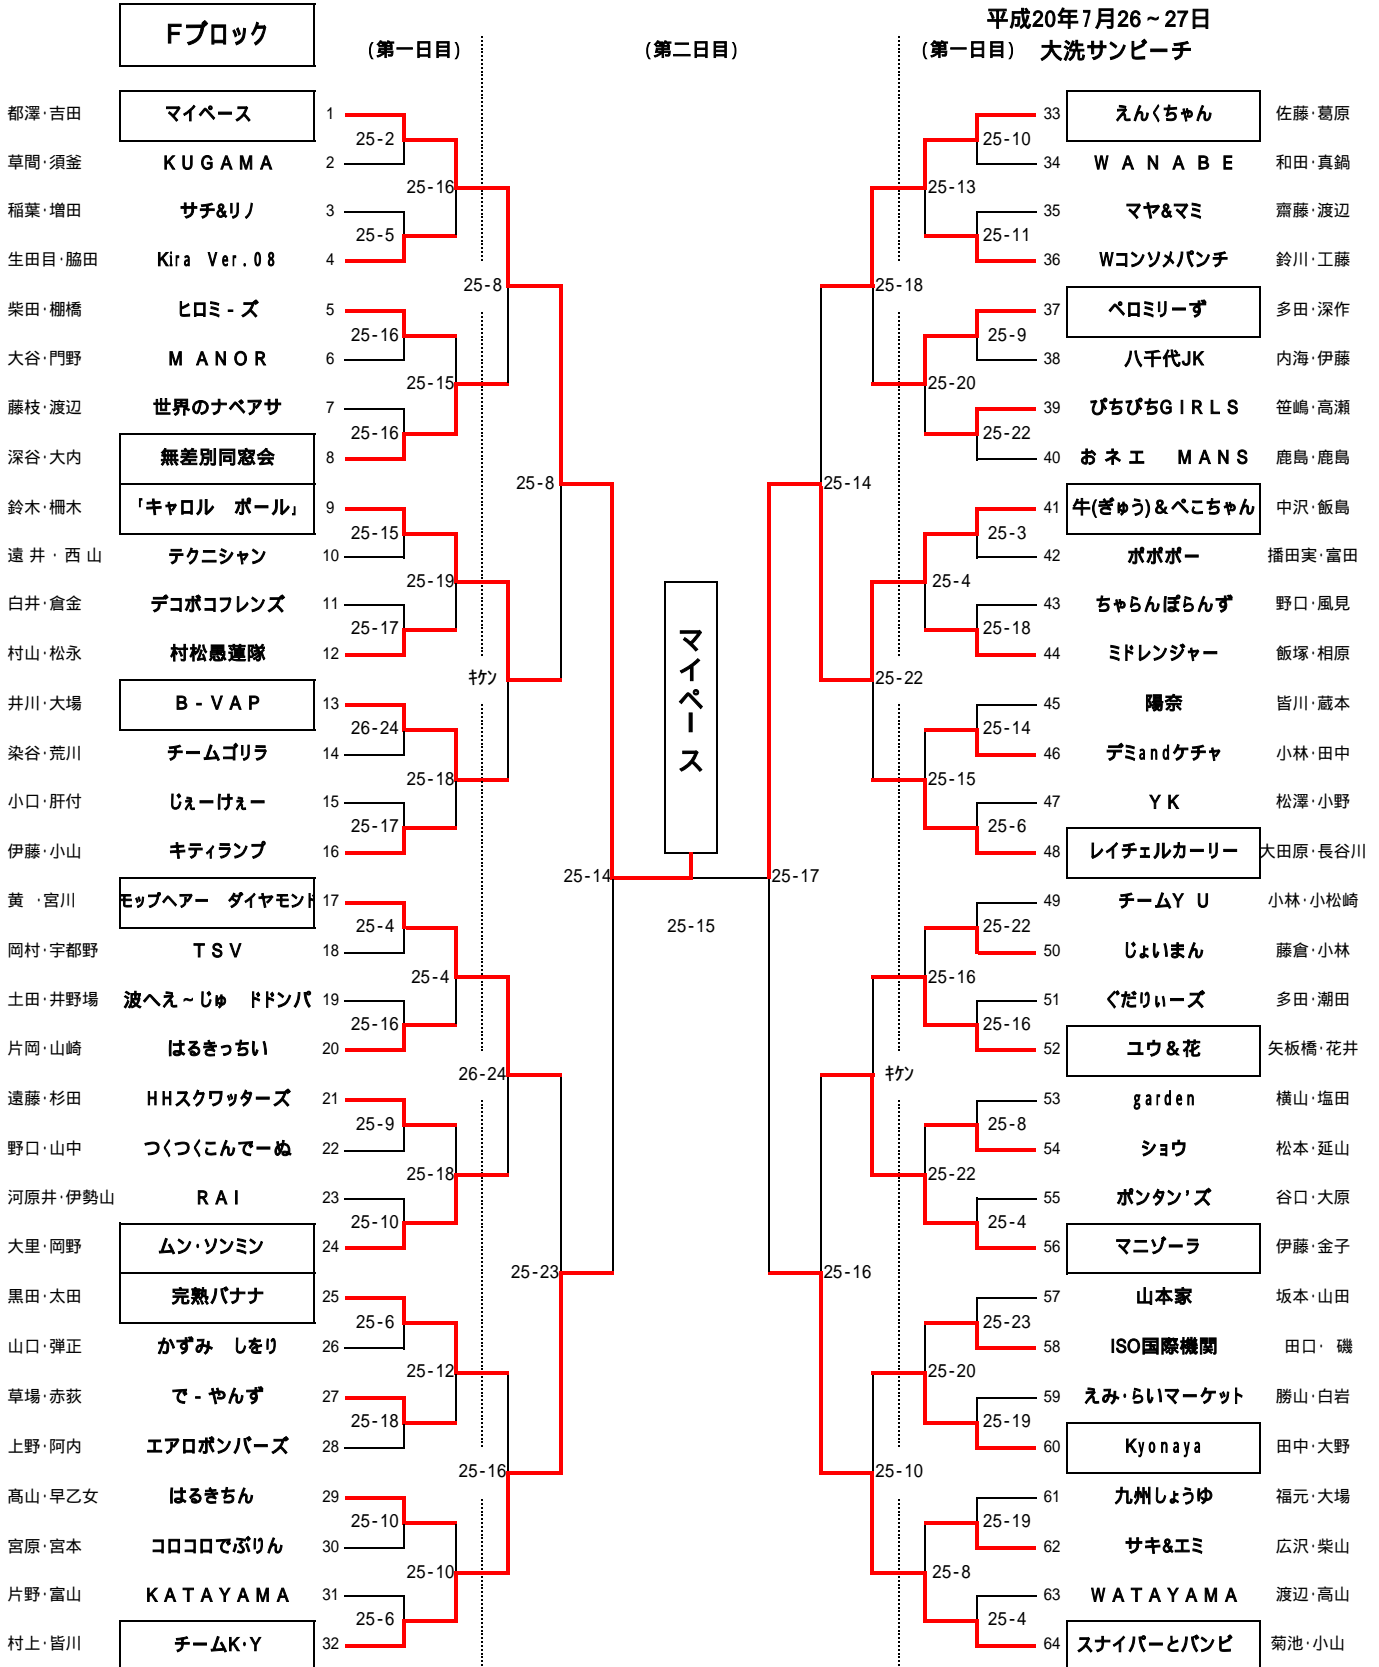 Fブロック
平成20年7月26～27日
(第一日目)
(第二日目)
(第一日目) 大洗サンビーチ
都澤・吉田 マイペース 1
25-2
草間・須釜 KUGAMA 2
25-16
稲葉・増田 サチ&リノ 3
25-5
生田目・脇田 Kira Ver.08 4
25-8
柴田・棚橋 ヒロミ-ズ 5
25-16
大谷・門野 MANOR 6
25-15
藤枝・渡辺 世界のナベアサ 7
25-16
深谷・大内 無差別同窓会 8
25-8
鈴木・柵木 「キャロル ポール」 9
25-15
遠井・西山 テクニシャン 10
25-19
白井・倉金 デコボコフレンズ 11
25-17
村山・松永 村松愚蓮隊 12
キケン
井川・大場 B-VAP 13
26-24
染谷・荒川 チームゴリラ 14
25-18
小口・肝付 じぇーけぇー 15
25-17
伊藤・小山 キティランプ 16
25-14
黄・宮川 モップヘアー ダイヤモンド 17
25-4
岡村・宇都野 TSV 18
25-4
土田・井野場 波へえ～じゅ ドドンパ 19
25-16
片岡・山崎 はるきっちい 20
26-24
遠藤・杉田 HHスクワッターズ 21
25-9
野口・山中 つくつくこんでーぬ 22
25-18
河原井・伊勢山 RAI 23
25-10
大里・岡野 ムン・ソンミン 24
25-23
黒田・太田 完熟バナナ 25
25-6
山口・弾正 かずみ しをり 26
25-12
草場・赤荻 で-やんず 27
25-18
上野・阿内 エアロボンバーズ 28
25-16
髙山・早乙女 はるきちん 29
25-10
宮原・宮本 コロコロでぶりん 30
25-10
片野・富山 KATAYAMA 31
25-6
村上・皆川 チームK・Y 32
マイペース
25-15
33 えんくちゃん 佐藤・葛原
25-10
34 WANABE 和田・真鍋
25-13
35 マヤ&マミ 齋藤・渡辺
25-11
36 Wコンソメパンチ 鈴川・工藤
25-18
37 ペロミリーず 多田・深作
25-9
38 八千代JK 内海・伊藤
25-20
39 ぴちぴちGIRLS 笹嶋・高瀬
25-22
40 おネエ MANS 鹿島・鹿島
25-14
41 牛(ぎゅう)&ぺこちゃん 中沢・飯島
25-3
42 ポポポー 播田実・富田
25-4
43 ちゃらんぽらんず 野口・風見
25-18
44 ミドレンジャー 飯塚・相原
25-22
45 陽奈 皆川・蔵本
25-14
46 デミandケチャ 小林・田中
25-15
47 YK 松澤・小野
25-6
48 レイチェルカーリー 大田原・長谷川
25-17
49 チームYU 小林・小松崎
25-22
50 じょいまん 藤倉・小林
25-16
51 ぐだりぃーズ 多田・潮田
25-16
52 ユウ&花 矢板橋・花井
キケン
53 garden 横山・塩田
25-8
54 ショウ 松本・延山
25-22
55 ポンタン'ズ 谷口・大原
25-4
56 マニゾーラ 伊藤・金子
25-16
57 山本家 坂本・山田
25-23
58 ISO国際機関 田口・磯
25-20
59 えみ・らいマーケット 勝山・白岩
25-19
60 Kyonaya 田中・大野
25-10
61 九州しょうゆ 福元・大場
25-19
62 サキ&エミ 広沢・柴山
25-8
63 WATAYAMA 渡辺・高山
25-4
64 スナイパーとバンビ 菊池・小山